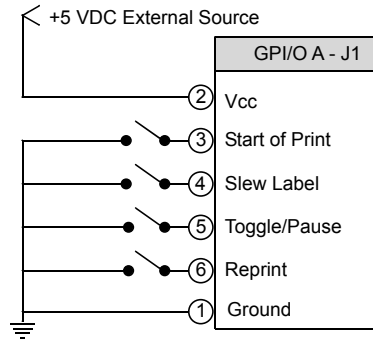 +5 VDC External Source
GPI/O A - J1
2 Vcc
3 Start of Print
4 Slew Label
5 Toggle/Pause
6 Reprint
1 Ground